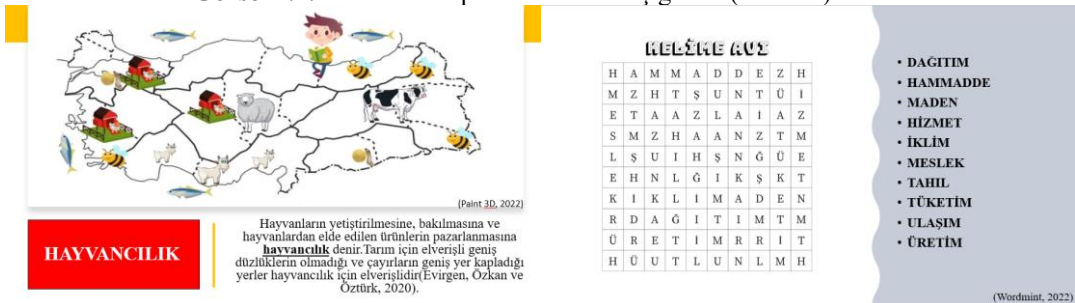 (Paint 3D, 2022)
HAYVANCILIK
Hayvanların yetiştirilmesine, bakılmasına ve
hayvanlardan elde edilen ürünlerin pazarlanmasına
hayvancılık denir.Tarım için elverişli geniş
düzlüklerin olmadığı ve çayırların geniş yer kapladığı
yerler hayvancılık için elverişlidir(Evirgen, Özkan ve
Öztürk, 2020).
KELİME AVI
H A M M A D D E Z H
M Z H T Ş U N T Ü İ
E T A A Z L A İ A Z
S M Z H A A N Z T M
L Ş U I H Ş N Ğ Ü E
E H N L Ğ I K Ş K T
K İ K L İ M A D E N
R D A Ğ I T I M T M
Ü R E T İ M R R İ T
H Ü U T L U N L M H
• DAĞITIM
• HAMMADDE
• MADEN
• HİZMET
• İKLİM
• MESLEK
• TAHIL
• TÜKETİM
• ULAŞIM
• ÜRETİM
(Wordmint, 2022)